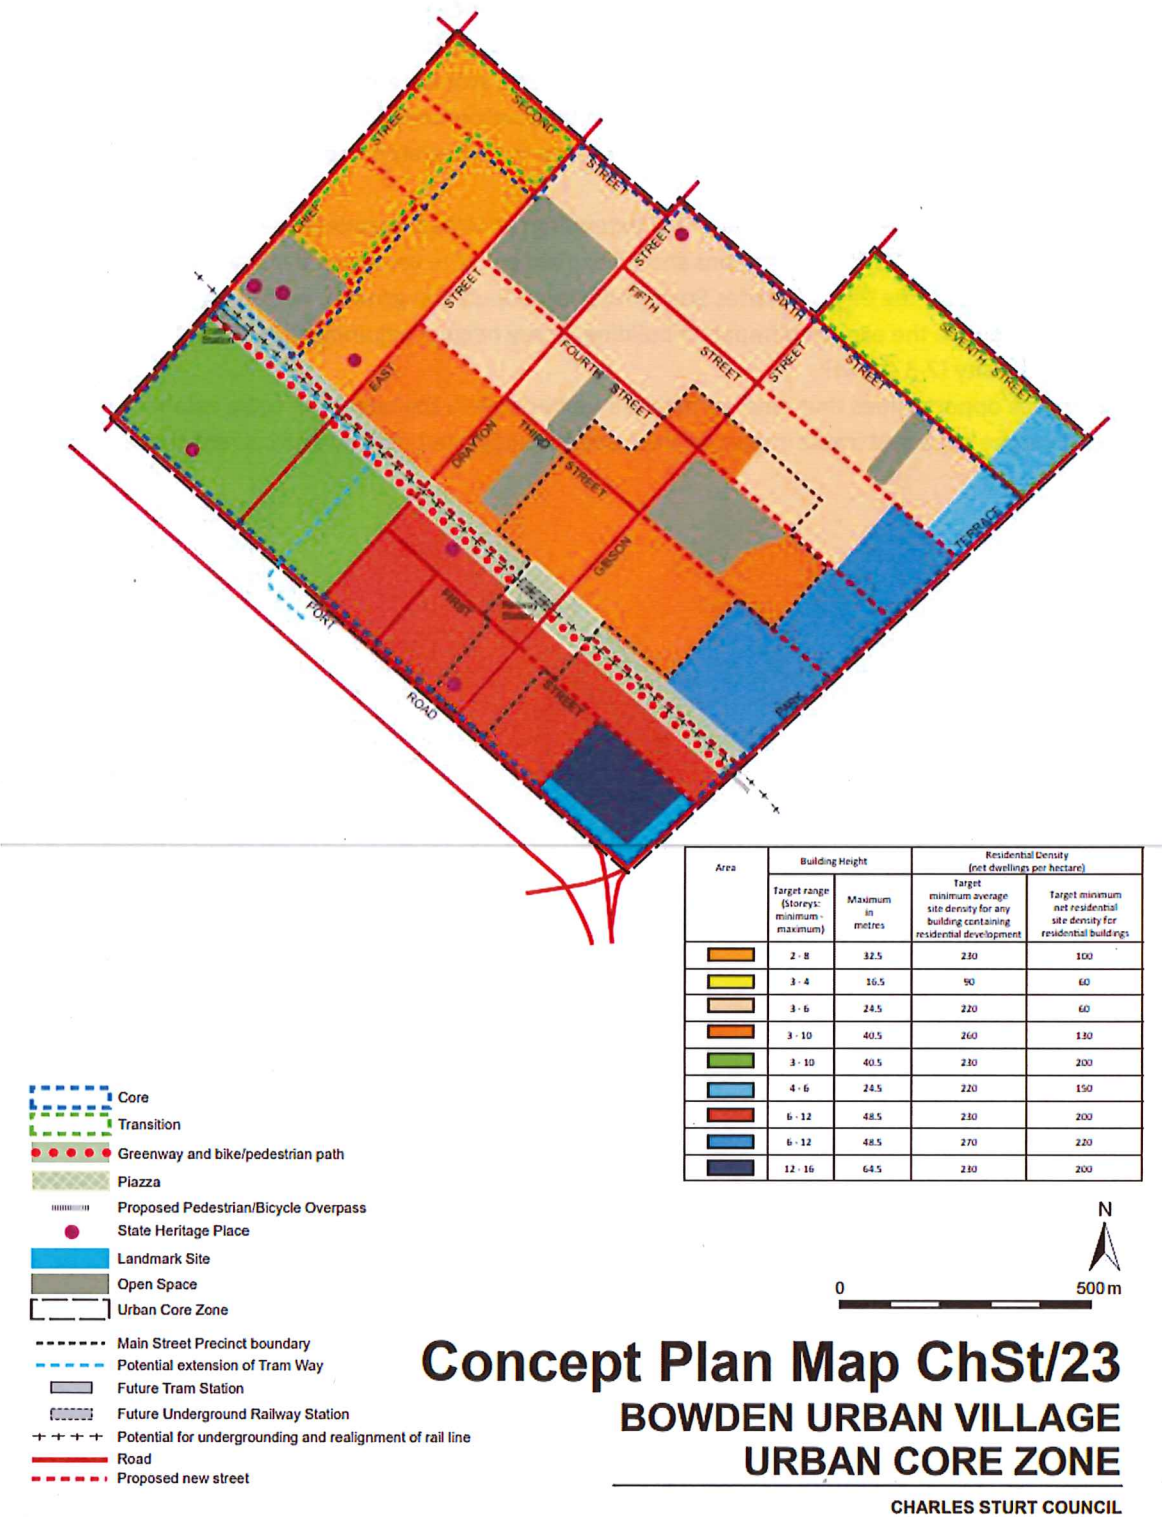 SECOND
STREET
STREET
CHIEF
STREET
SIXTH
STREET
FIFTH
STREET
STREET
STREET
SEVENTH STREET
STREET
EAST
FOURTH STREET
DRAYTON
THIRD
STREET
TERRACE
GIBSON
FIRST
STREET
PORT
ROAD
PARK
Area
Building Height
Residential Density
(net dwellings per hectare)
Target range
(Storeys:
minimum -
maximum)
Maximum
in
metres
Target
minimum average
site density for any
building containing
residential development
Target minimum
net residential
site density for
residential buildings
2 - 8 32.5 230 100
3 - 4 16.5 90 60
3 - 6 24.5 220 60
3 - 10 40.5 260 130
3 - 10 40.5 230 200
4 - 6 24.5 220 150
6 - 12 48.5 230 200
6 - 12 48.5 270 220
12 - 16 64.5 230 200
Core
Transition
Greenway and bike/pedestrian path
Piazza
Proposed Pedestrian/Bicycle Overpass
State Heritage Place
Landmark Site
Open Space
Urban Core Zone
Main Street Precinct boundary
Potential extension of Tram Way
Future Tram Station
Future Underground Railway Station
Potential for undergrounding and realignment of rail line
Road
Proposed new street
N
0 500 m
Concept Plan Map ChSt/23
BOWDEN URBAN VILLAGE
URBAN CORE ZONE
CHARLES STURT COUNCIL